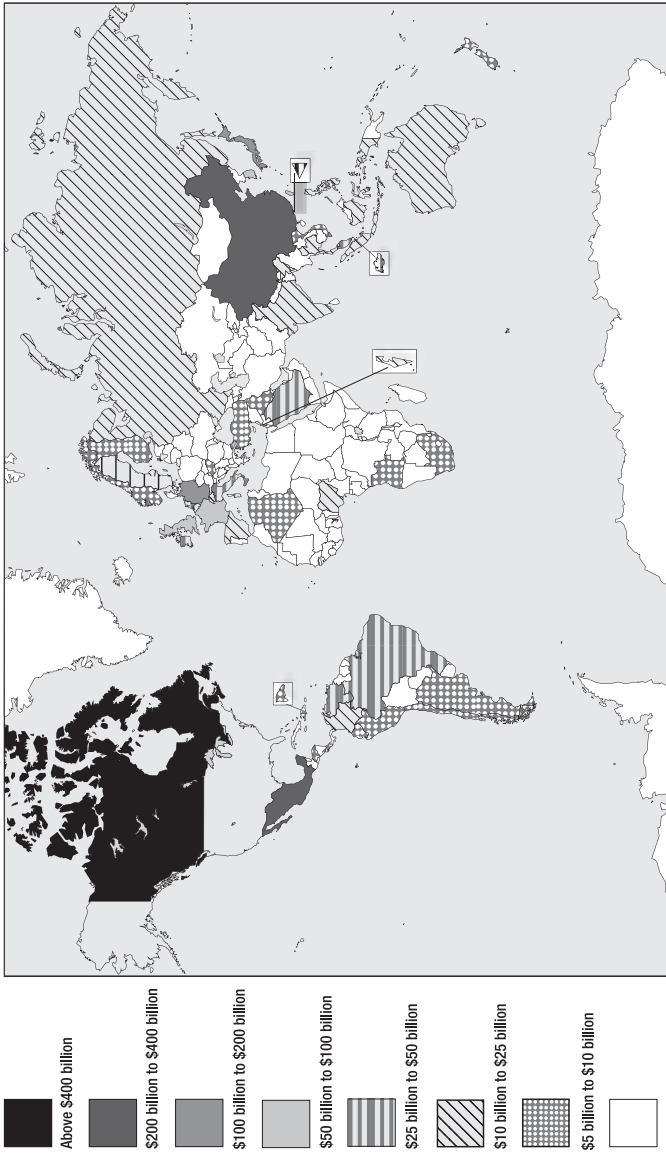 Above $400 billion
$200 billion to $400 billion
$100 billion to $200 billion
$50 billion to $100 billion
$25 billion to $50 billion
$10 billion to $25 billion
$5 billion to $10 billion